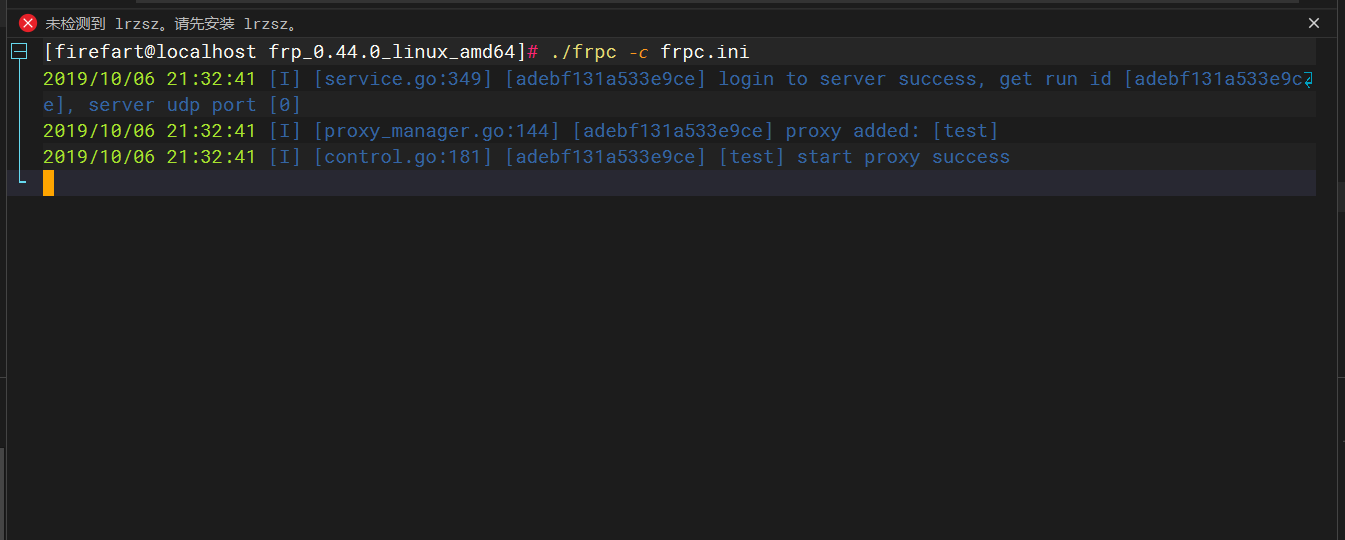 未检测到 lrzsz。请先安装 lrzsz。
[firefart@localhost frp_0.44.0_linux_amd64]# ./frpc -c frpc.ini
2019/10/06 21:32:41 [I] [service.go:349] [adebf131a533e9ce] login to server success, get run id [adebf131a533e9c
e], server udp port [0]
2019/10/06 21:32:41 [I] [proxy_manager.go:144] [adebf131a533e9ce] proxy added: [test]
2019/10/06 21:32:41 [I] [control.go:181] [adebf131a533e9ce] [test] start proxy success